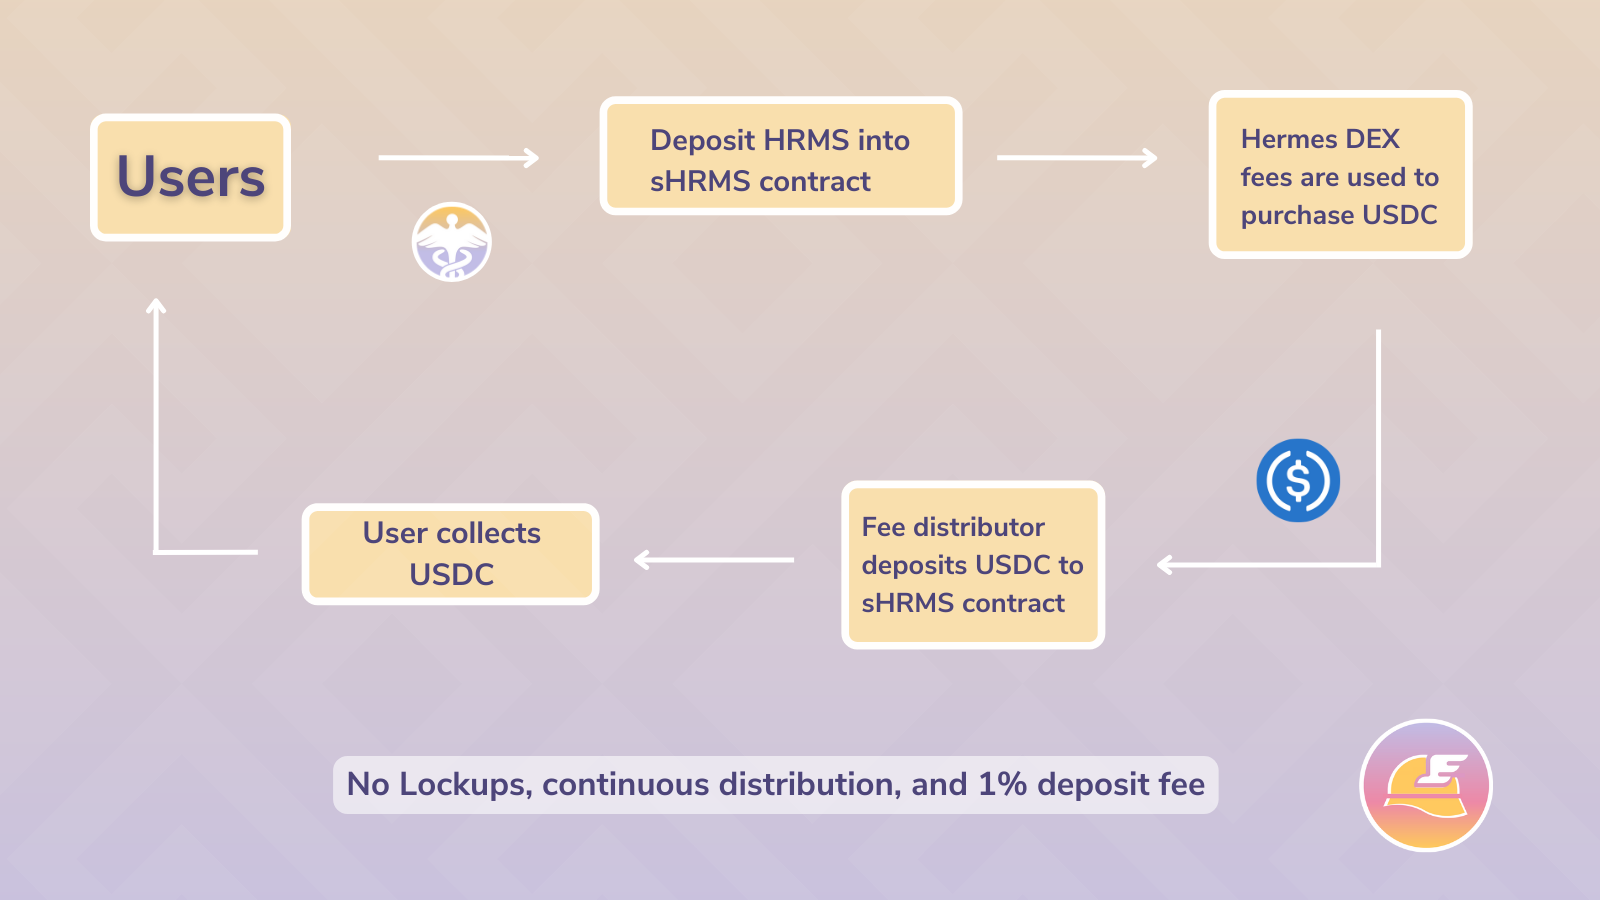 Users
Deposit HRMS into
sHRMS contract
Hermes DEX
fees are used to
purchase USDC
Fee distributor
deposits USDC to
sHRMS contract
User collects
USDC
No Lockups, continuous distribution, and 1% deposit fee